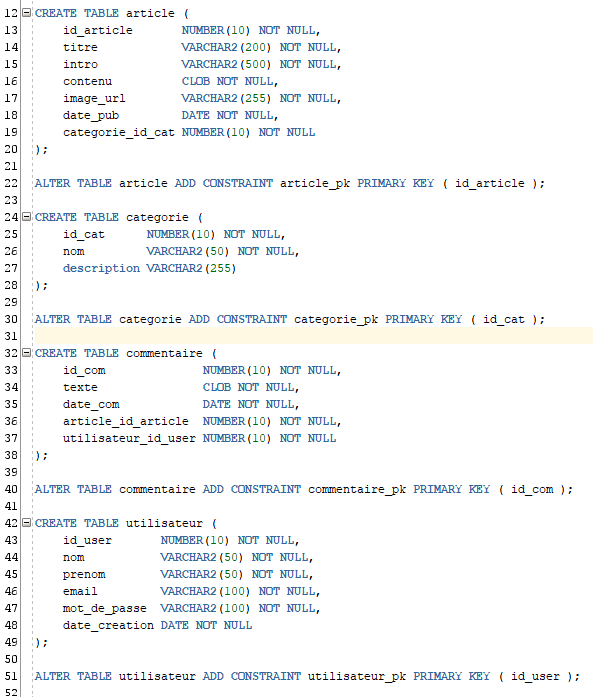 12 CREATE TABLE article (
13     id_article       NUMBER(10) NOT NULL,
14     titre            VARCHAR2(200) NOT NULL,
15     intro            VARCHAR2(500) NOT NULL,
16     contenu          CLOB NOT NULL,
17     image_url        VARCHAR2(255) NOT NULL,
18     date_pub         DATE NOT NULL,
19     categorie_id_cat NUMBER(10) NOT NULL
20 );
21
22 ALTER TABLE article ADD CONSTRAINT article_pk PRIMARY KEY ( id_article );
23
24 CREATE TABLE categorie (
25     id_cat      NUMBER(10) NOT NULL,
26     nom         VARCHAR2(50) NOT NULL,
27     description VARCHAR2(255)
28 );
29
30 ALTER TABLE categorie ADD CONSTRAINT categorie_pk PRIMARY KEY ( id_cat );
31
32 CREATE TABLE commentaire (
33     id_com              NUMBER(10) NOT NULL,
34     texte               CLOB NOT NULL,
35     date_com            DATE NOT NULL,
36     article_id_article  NUMBER(10) NOT NULL,
37     utilisateur_id_user NUMBER(10) NOT NULL
38 );
39
40 ALTER TABLE commentaire ADD CONSTRAINT commentaire_pk PRIMARY KEY ( id_com );
41
42 CREATE TABLE utilisateur (
43     id_user       NUMBER(10) NOT NULL,
44     nom           VARCHAR2(50) NOT NULL,
45     prenom        VARCHAR2(50) NOT NULL,
46     email         VARCHAR2(100) NOT NULL,
47     mot_de_passe  VARCHAR2(100) NOT NULL,
48     date_creation DATE NOT NULL
49 );
50
51 ALTER TABLE utilisateur ADD CONSTRAINT utilisateur_pk PRIMARY KEY ( id_user );
52